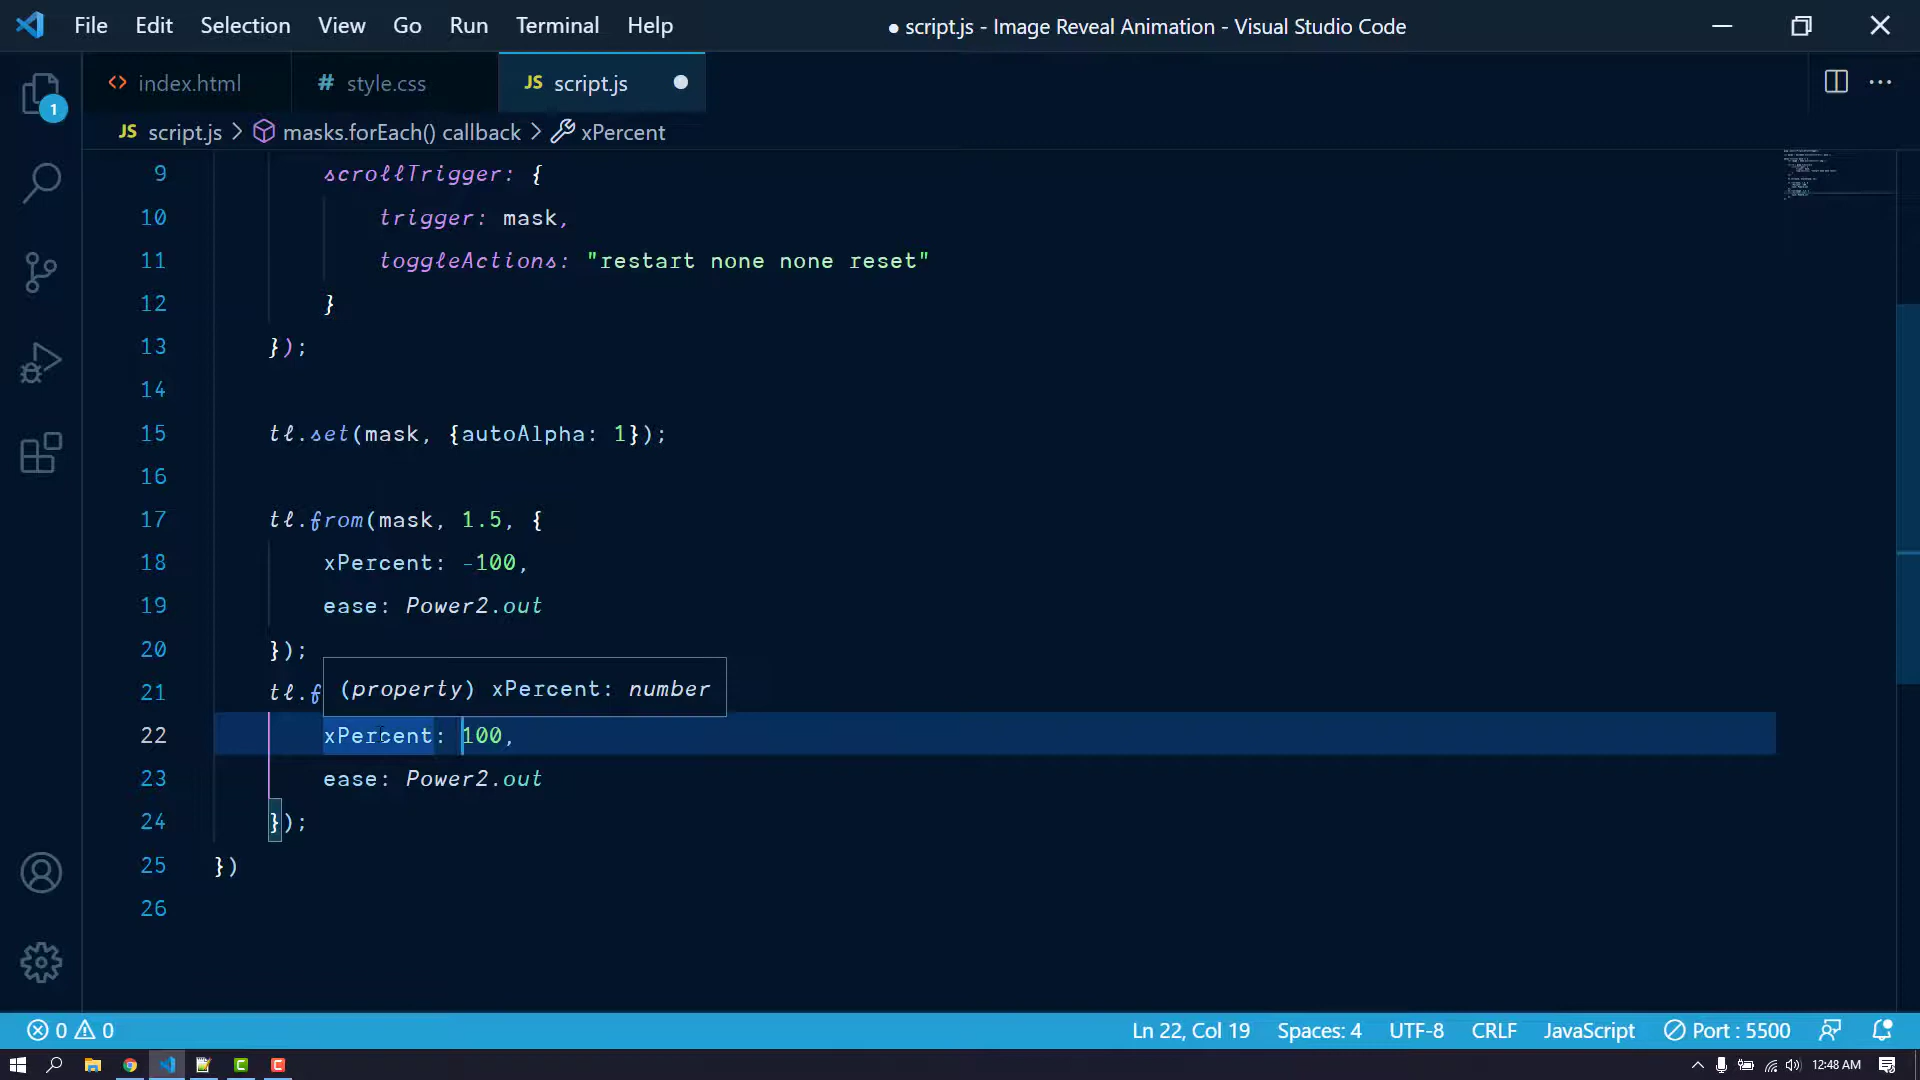 File Edit Selection View Go Run Terminal Help
● script.js - Image Reveal Animation - Visual Studio Code
<> index.html
# style.css
JS script.js
1
JS script.js > masks.forEach() callback > xPercent
9 scrollTrigger: {
10 trigger: mask,
11 toggleActions: "restart none none reset"
12 }
13 });
14
15 tl.set(mask, {autoAlpha: 1});
16
17 tl.from(mask, 1.5, {
18 xPercent: -100,
19 ease: Power2.out
20 });
(property) xPercent: number
21 tl.f
22 xPercent: 100,
23 ease: Power2.out
24 });
25 })
26
0 0
Ln 22, Col 19 Spaces: 4 UTF-8 CRLF JavaScript Port : 5500
12:48 AM